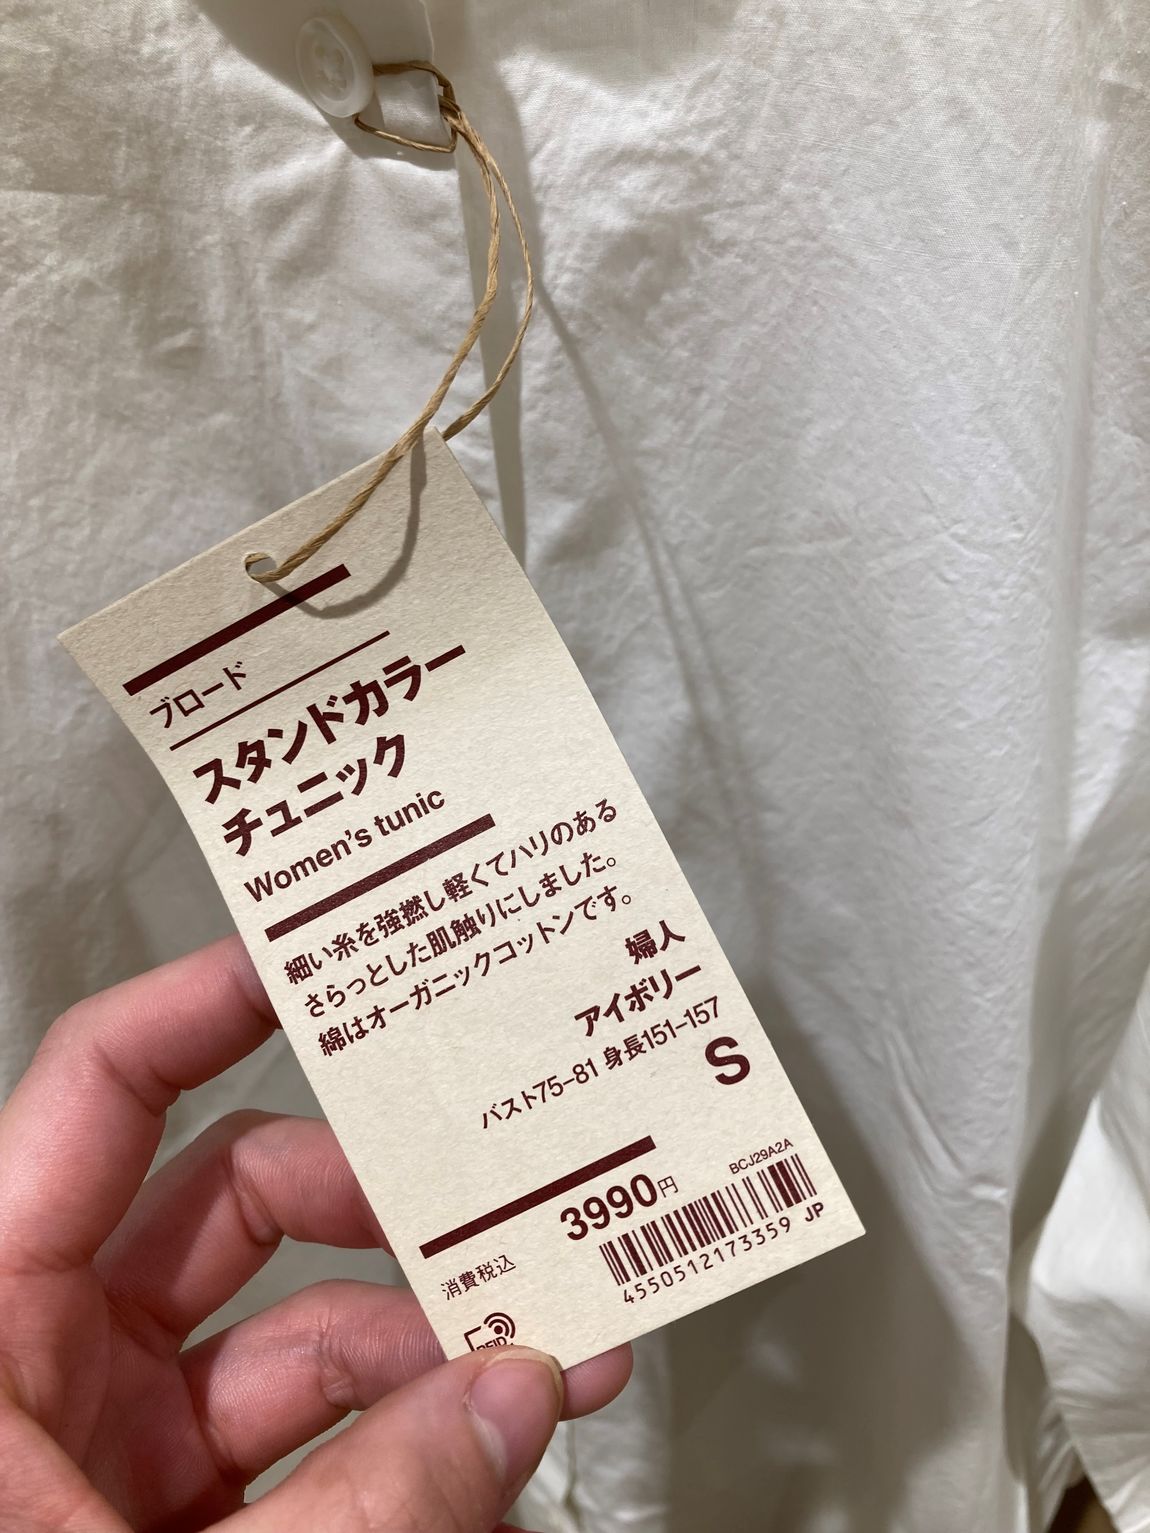 ブロード
スタンドカラー
チュニック
Women's tunic
細い糸を強撚し軽くてハリのある
さらっとした肌触りにしました。
綿はオーガニックコットンです。
婦人
アイボリー
バスト75-81 身長151-157
S
3990円
BCJ29A2A
4550512173359 JP
消費税込
RFID